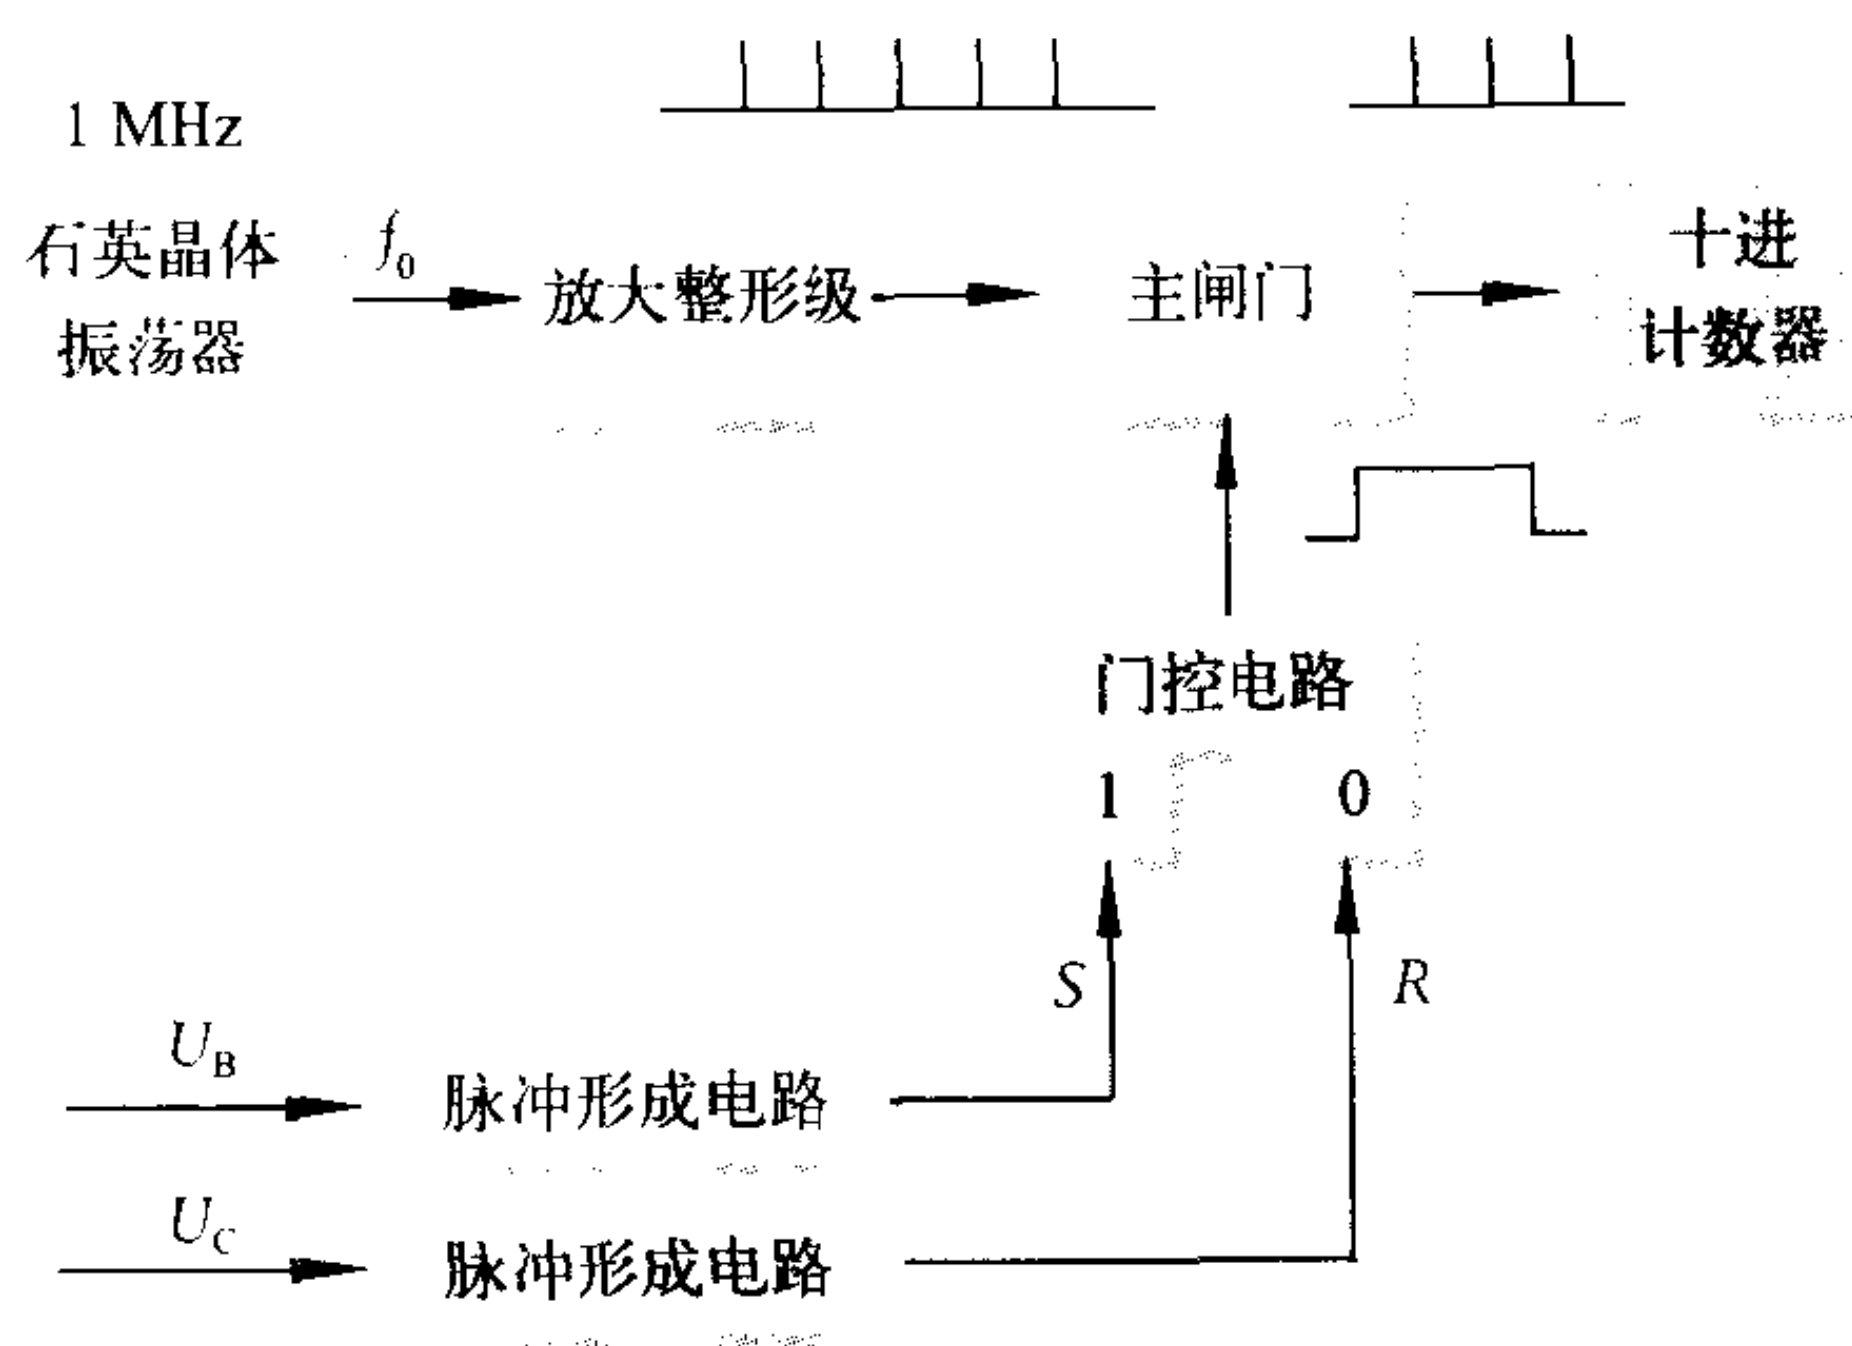 1 MHz
石英晶体
振荡器
f₀
放大整形级
主闸门
十进
计数器
门控电路
1
0
S
R
U_B
脉冲形成电路
U_C
脉冲形成电路